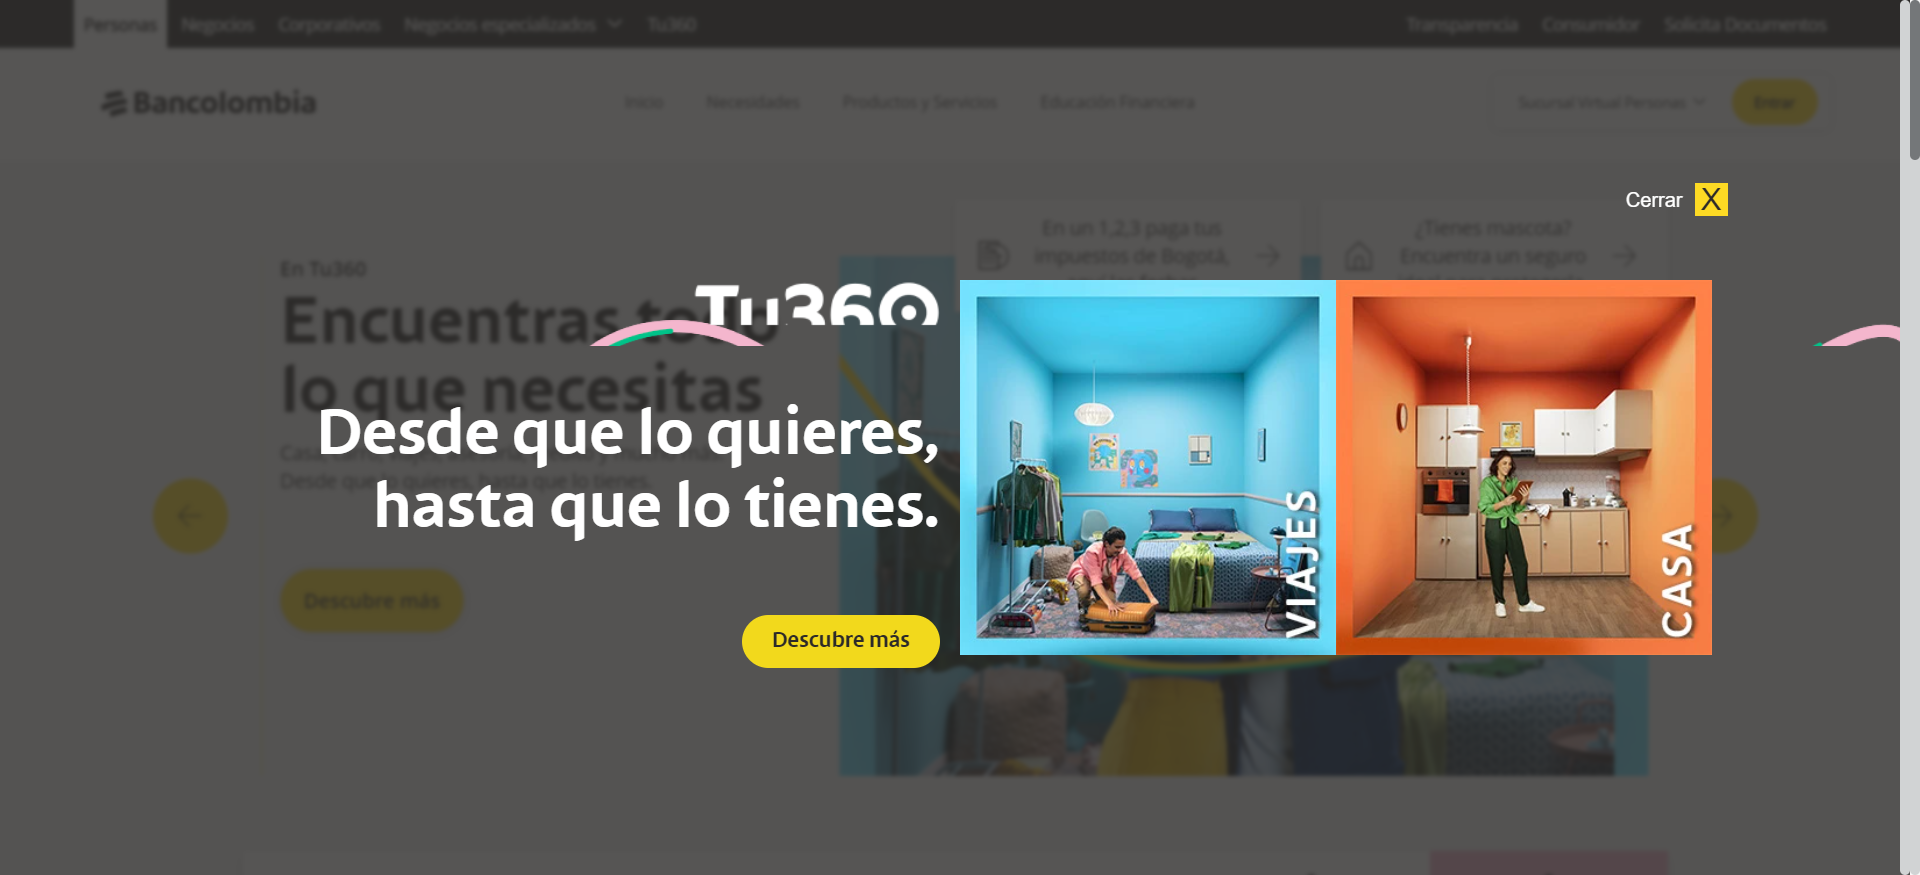 Personas Negocios Corporativos Negocios especializados Tu360 Transparencia Consumidor Solicita Documentos
Bancolombia Inicio Necesidades Productos y Servicios Educación Financiera Sucursal Virtual Personas Entrar
Cerrar X
En un 1,2,3 paga tus
impuestos de Bogotá,
¿Tienes mascota?
Encuentra un seguro
En Tu360
Encuentras todo
lo que necesitas
Desde que lo quieres, hasta que lo tienes.
Descubre más
Tu360
Desde que lo quieres,
hasta que lo tienes.
Descubre más
VIAJES
CASA